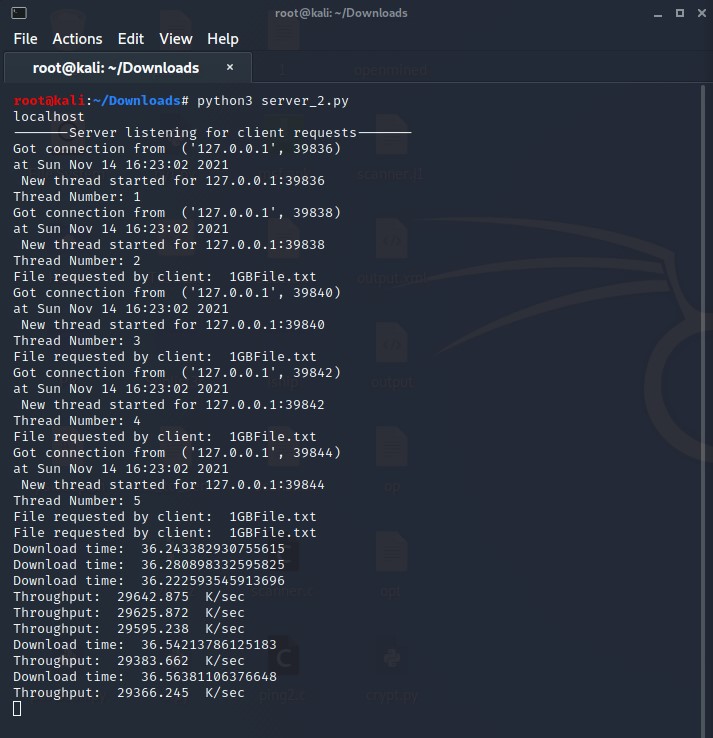 root@kali: ~/Downloads
File Actions Edit View Help
root@kali: ~/Downloads ×
root@kali:~/Downloads# python3 server_2.py
localhost
———————Server listening for client requests———————
Got connection from  ('127.0.0.1', 39836)
at Sun Nov 14 16:23:02 2021
 New thread started for 127.0.0.1:39836
Thread Number: 1
Got connection from  ('127.0.0.1', 39838)
at Sun Nov 14 16:23:02 2021
 New thread started for 127.0.0.1:39838
Thread Number: 2
File requested by client:  1GBFile.txt
Got connection from  ('127.0.0.1', 39840)
at Sun Nov 14 16:23:02 2021
 New thread started for 127.0.0.1:39840
Thread Number: 3
File requested by client:  1GBFile.txt
Got connection from  ('127.0.0.1', 39842)
at Sun Nov 14 16:23:02 2021
 New thread started for 127.0.0.1:39842
Thread Number: 4
File requested by client:  1GBFile.txt
Got connection from  ('127.0.0.1', 39844)
at Sun Nov 14 16:23:02 2021
 New thread started for 127.0.0.1:39844
Thread Number: 5
File requested by client:  1GBFile.txt
File requested by client:  1GBFile.txt
Download time:  36.243382930755615
Download time:  36.280898332595825
Download time:  36.222593545913696
Throughput:  29642.875  K/sec
Throughput:  29625.872  K/sec
Throughput:  29595.238  K/sec
Download time:  36.54213786125183
Throughput:  29383.662  K/sec
Download time:  36.56381106376648
Throughput:  29366.245  K/sec